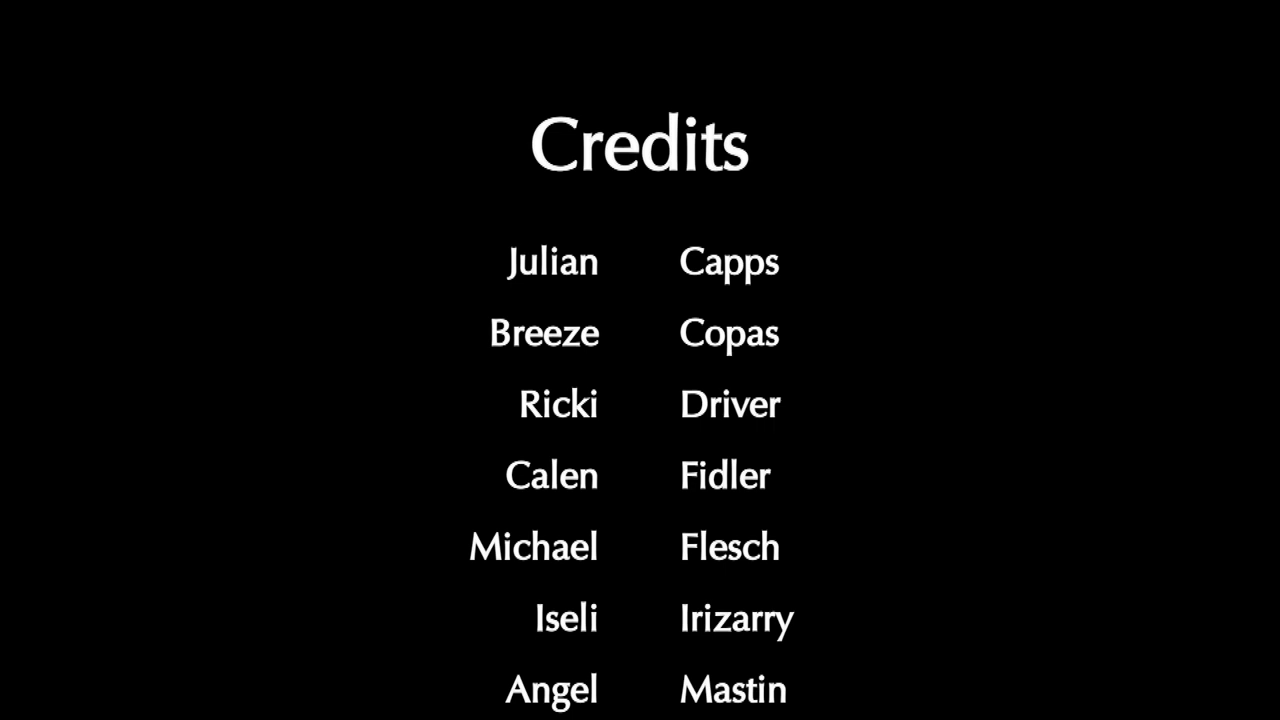 Credits
Julian Capps
Breeze Copas
Ricki Driver
Calen Fidler
Michael Flesch
Iseli Irizarry
Angel Mastin